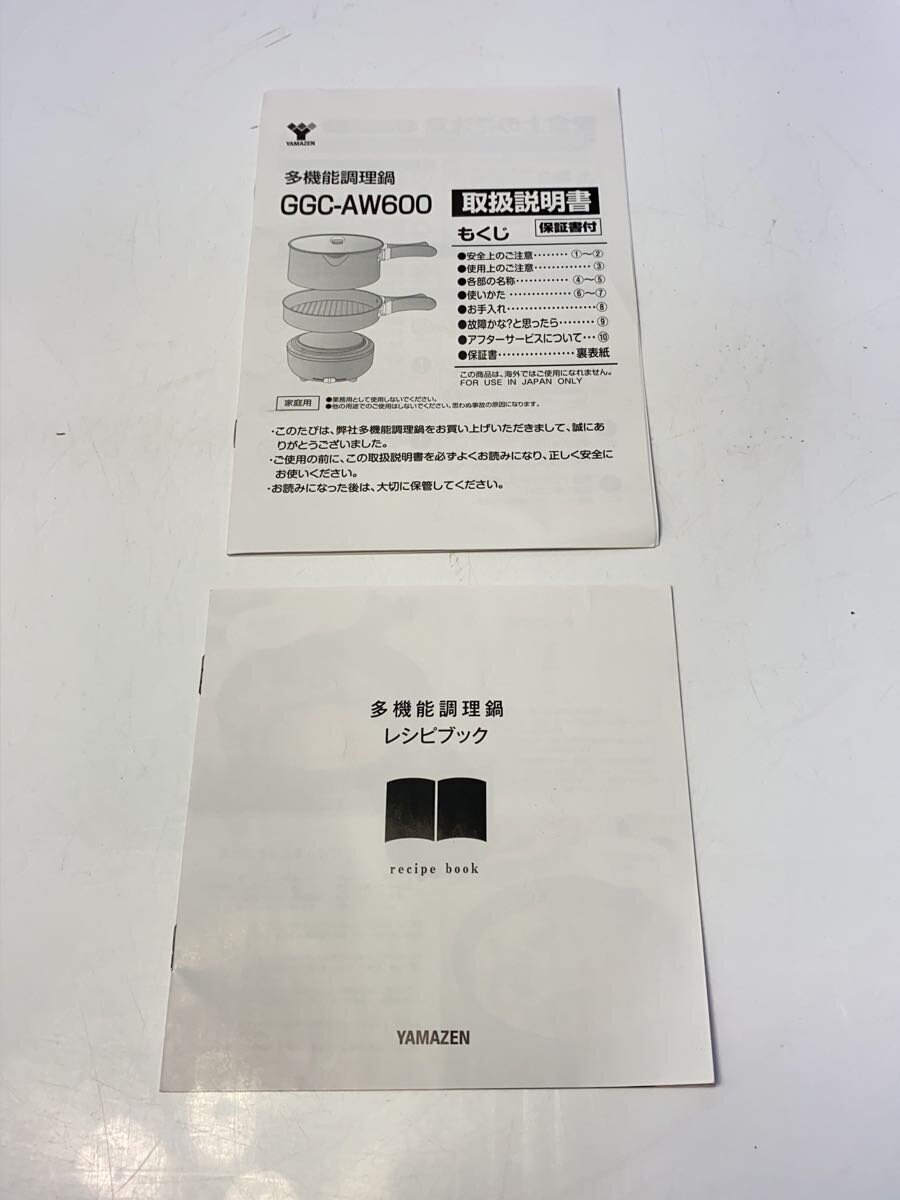 YAMAZEN
多機能調理鍋
GGC-AW600
取扱説明書
もくじ
保証書付
●安全上のご注意‥‥‥‥①〜②
●使用上のご注意‥‥‥‥‥‥③
●各部の名称‥‥‥‥‥‥④〜⑤
●使いかた‥‥‥‥‥‥‥⑥〜⑦
●お手入れ‥‥‥‥‥‥‥‥‥⑧
●故障かな?と思ったら‥‥‥⑨
●アフターサービスについて‥⑩
●保証書‥‥‥‥‥‥‥裏表紙
この商品は、海外ではご使用になれません。
FOR USE IN JAPAN ONLY
家庭用
●業務用として使用しないでください。
●他の用途でのご使用はしないでください。思わぬ事故の原因になります。
・このたびは、弊社多機能調理鍋をお買い上げいただきまして、誠にあ
りがとうございました。
・ご使用の前に、この取扱説明書を必ずよくお読みになり、正しく安全に
お使いください。
・お読みになった後は、大切に保管してください。
多機能調理鍋
レシピブック
recipe book
YAMAZEN